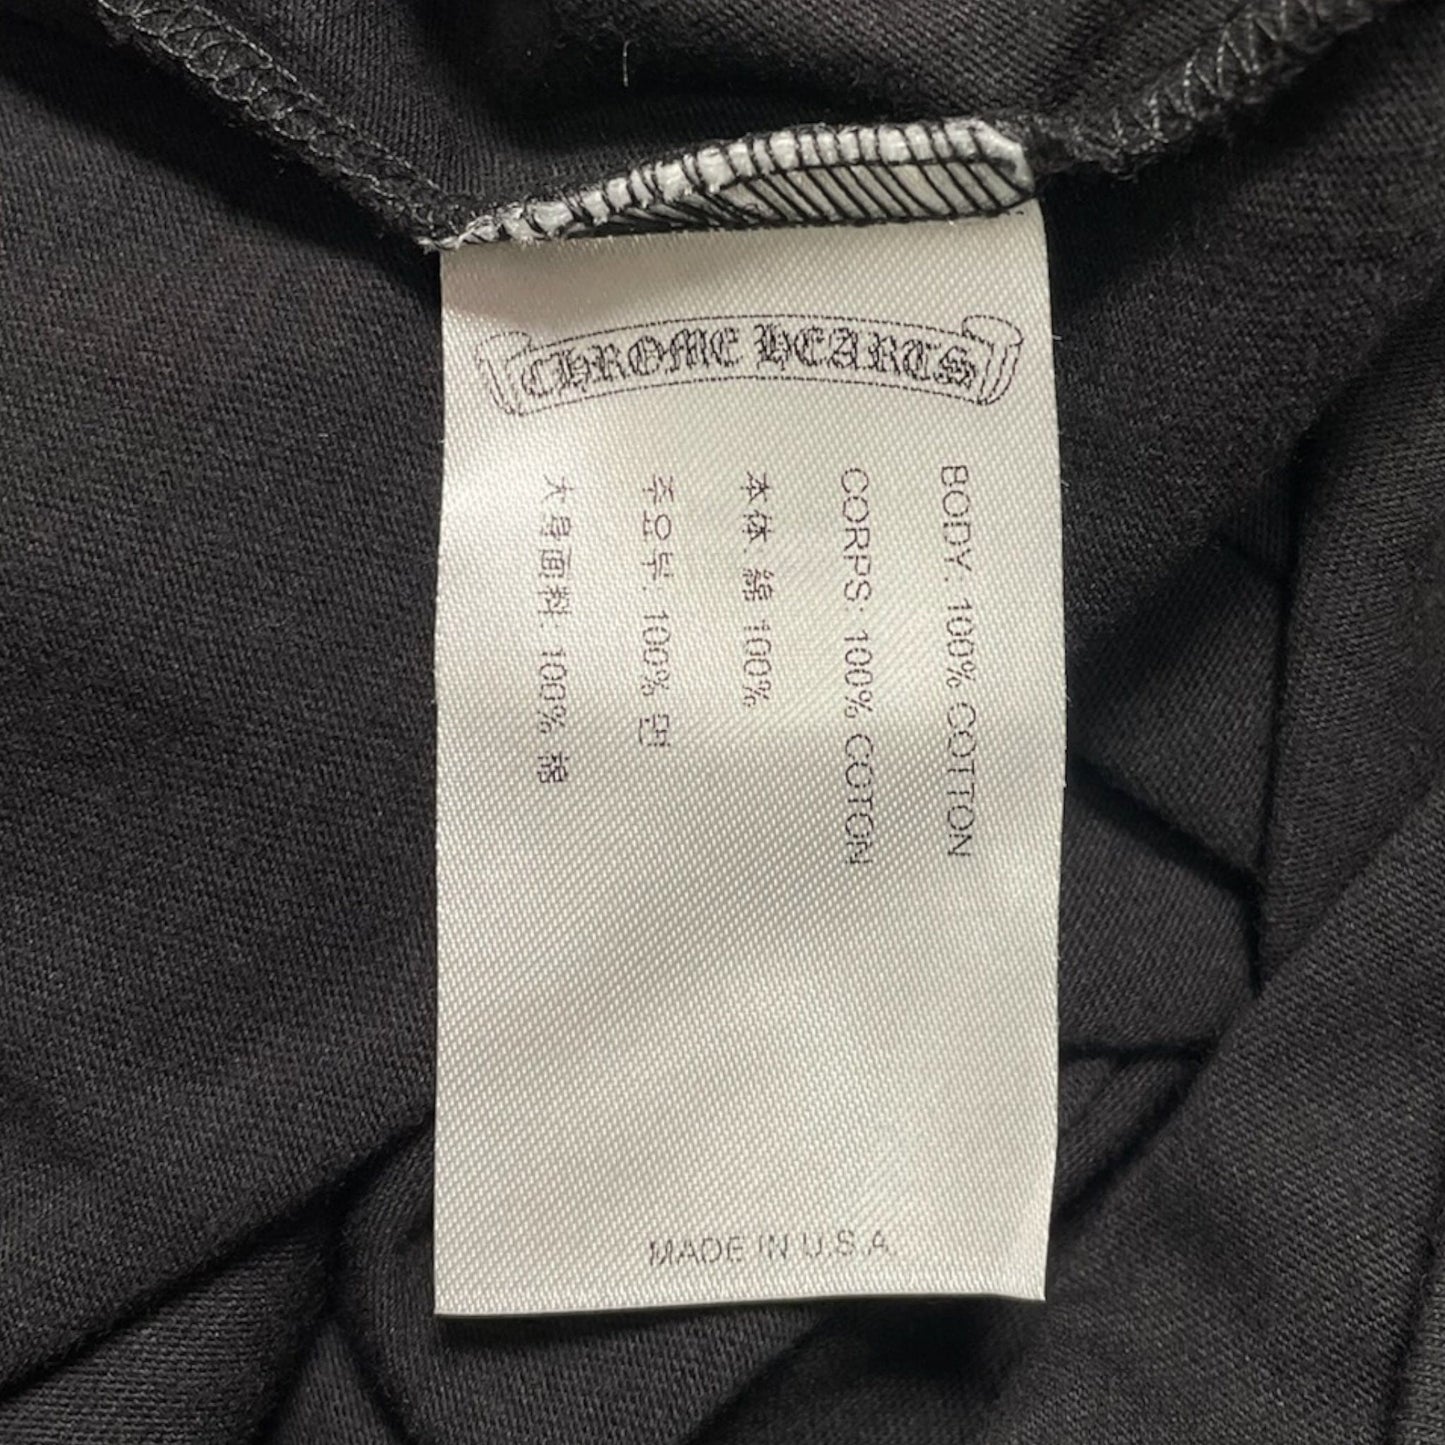 CHROME HEARTS
BODY: 100% COTTON
CORPS: 100% COTON
本体: 綿 100%
주요부: 100% 면
大身面料: 100% 棉
MADE IN U.S.A.